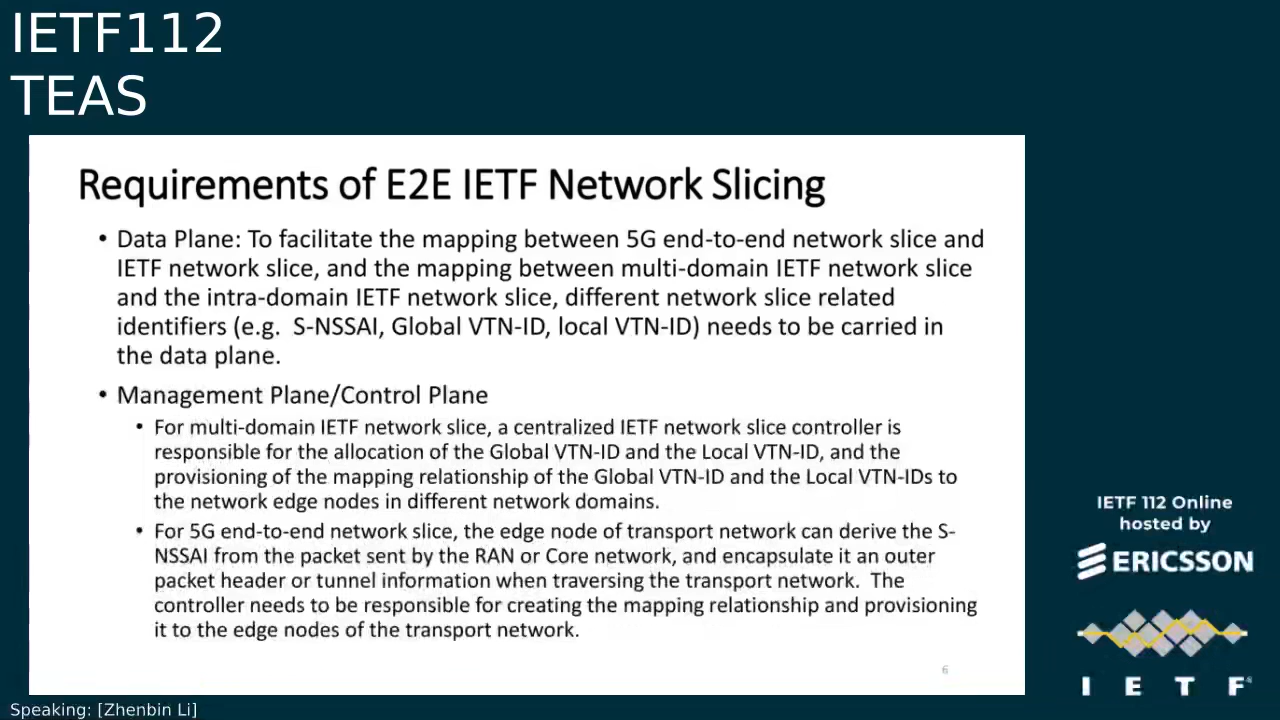 IETF112
TEAS
Requirements of E2E IETF Network Slicing
• Data Plane: To facilitate the mapping between 5G end-to-end network slice and
IETF network slice, and the mapping between multi-domain IETF network slice
and the intra-domain IETF network slice, different network slice related
identifiers (e.g. S-NSSAI, Global VTN-ID, local VTN-ID) needs to be carried in
the data plane.
• Management Plane/Control Plane
• For multi-domain IETF network slice, a centralized IETF network slice controller is
responsible for the allocation of the Global VTN-ID and the Local VTN-ID, and the
provisioning of the mapping relationship of the Global VTN-ID and the Local VTN-IDs to
the network edge nodes in different network domains.
• For 5G end-to-end network slice, the edge node of transport network can derive the S-
NSSAI from the packet sent by the RAN or Core network, and encapsulate it an outer
packet header or tunnel information when traversing the transport network. The
controller needs to be responsible for creating the mapping relationship and provisioning
it to the edge nodes of the transport network.
6
IETF 112 Online
hosted by
ERICSSON
I E T F
Speaking: [Zhenbin Li]